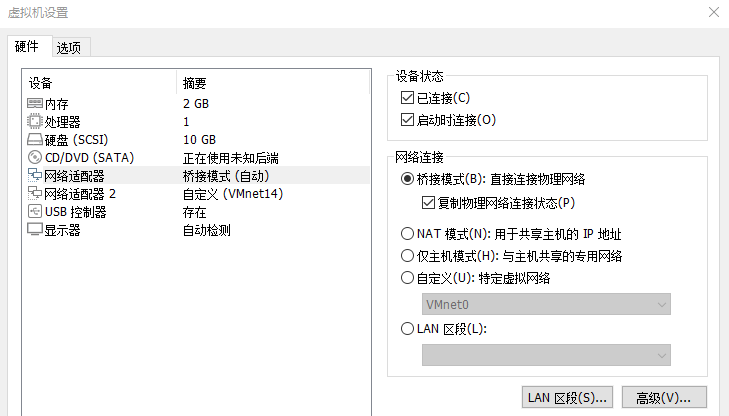 虚拟机设置
硬件 选项
设备 摘要
内存 2 GB
处理器 1
硬盘 (SCSI) 10 GB
CD/DVD (SATA) 正在使用未知后端
网络适配器 桥接模式 (自动)
网络适配器 2 自定义 (VMnet14)
USB 控制器 存在
显示器 自动检测
设备状态
已连接(C)
启动时连接(O)
网络连接
桥接模式(B): 直接连接物理网络
复制物理网络连接状态(P)
NAT 模式(N): 用于共享主机的 IP 地址
仅主机模式(H): 与主机共享的专用网络
自定义(U): 特定虚拟网络
VMnet0
LAN 区段(L):
LAN 区段(S)... 高级(V)...